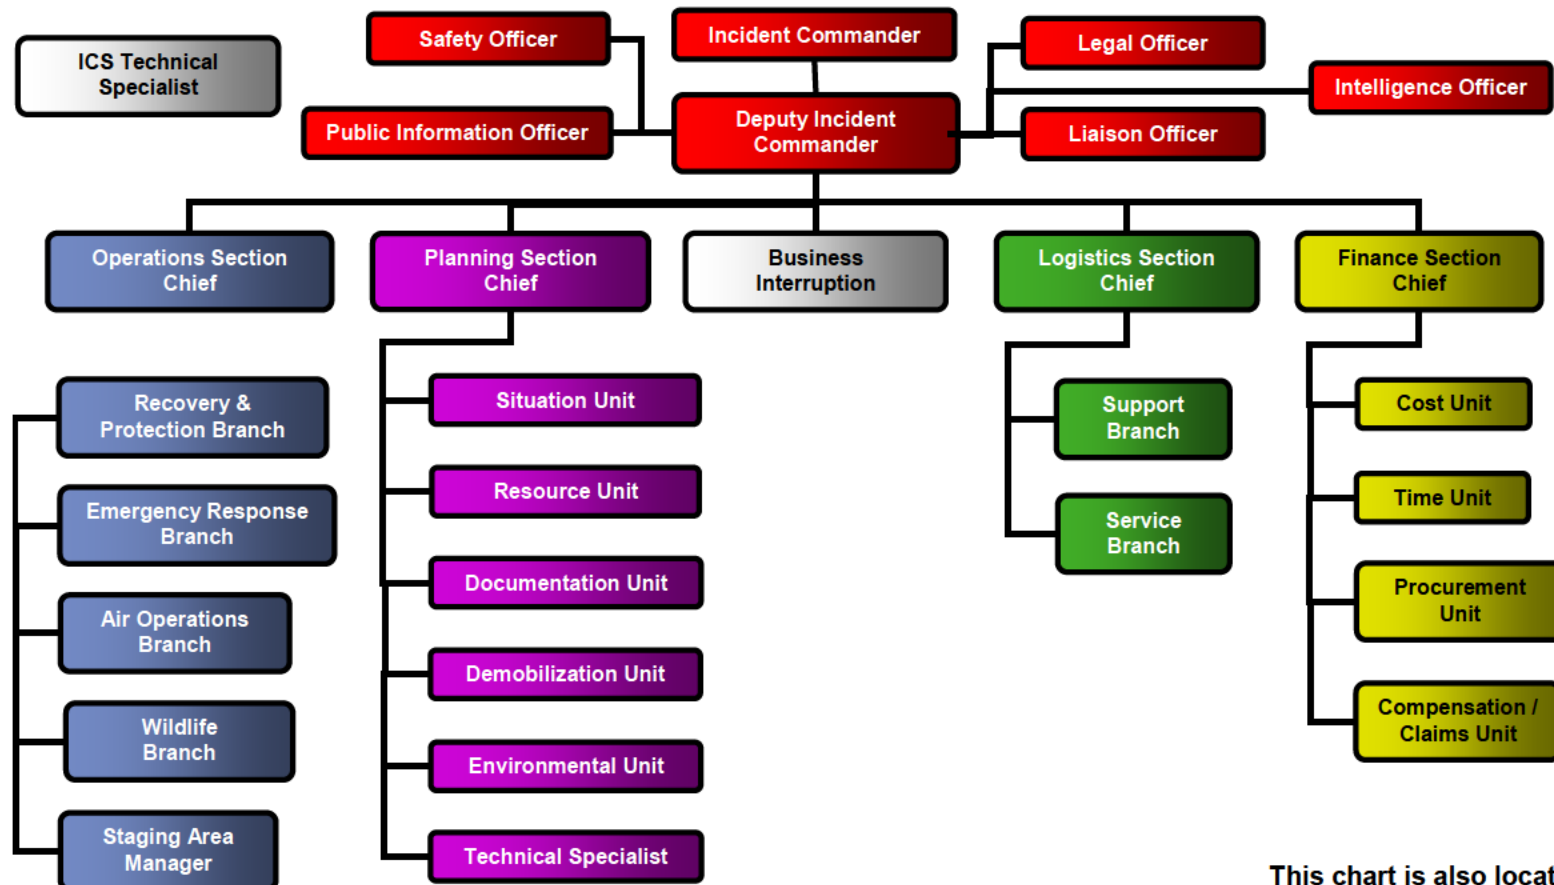 ICS Technical
Specialist
Safety Officer
Incident Commander
Legal Officer
Intelligence Officer
Public Information Officer
Deputy Incident
Commander
Liaison Officer
Operations Section
Chief
Planning Section
Chief
Business
Interruption
Logistics Section
Chief
Finance Section
Chief
Recovery &
Protection Branch
Emergency Response
Branch
Air Operations
Branch
Wildlife
Branch
Staging Area
Manager
Situation Unit
Resource Unit
Documentation Unit
Demobilization Unit
Environmental Unit
Technical Specialist
Support
Branch
Service
Branch
Cost Unit
Time Unit
Procurement
Unit
Compensation /
Claims Unit
This chart is also locat